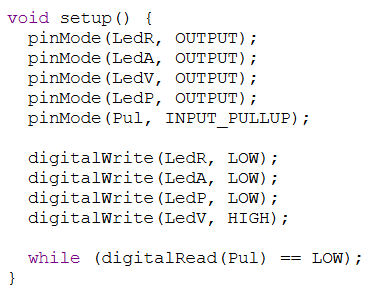 void setup() {
  pinMode(LedR, OUTPUT);
  pinMode(LedA, OUTPUT);
  pinMode(LedV, OUTPUT);
  pinMode(LedP, OUTPUT);
  pinMode(Pul, INPUT_PULLUP);

  digitalWrite(LedR, LOW);
  digitalWrite(LedA, LOW);
  digitalWrite(LedP, LOW);
  digitalWrite(LedV, HIGH);

  while (digitalRead(Pul) == LOW);
}